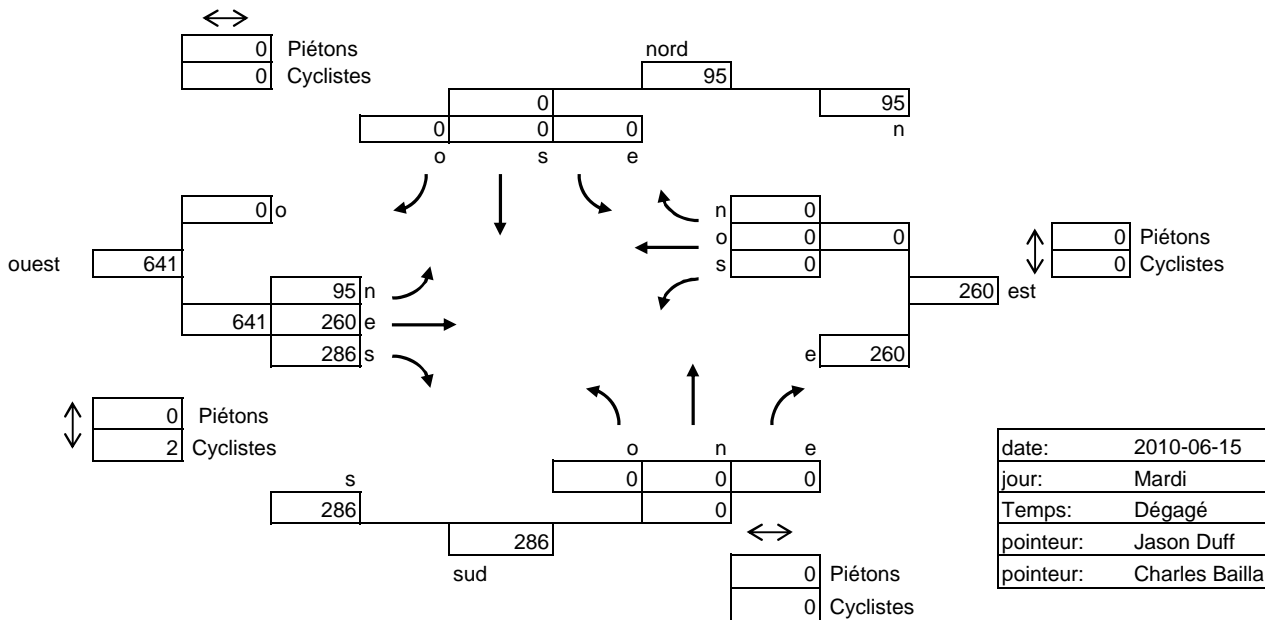 0 Piétons
nord
0 Cyclistes
95
0
95
0 0 0
n
o s e
0 o
n 0
o 0 0
0 Piétons
ouest 641
s 0
0 Cyclistes
95 n
260 est
641 260 e
286 s
e 260
0 Piétons
2 Cyclistes
o n e
date: 2010-06-15
s
0 0 0
jour: Mardi
286
0
Temps: Dégagé
286
pointeur: Jason Duff
sud
0 Piétons
pointeur: Charles Bailla
0 Cyclistes